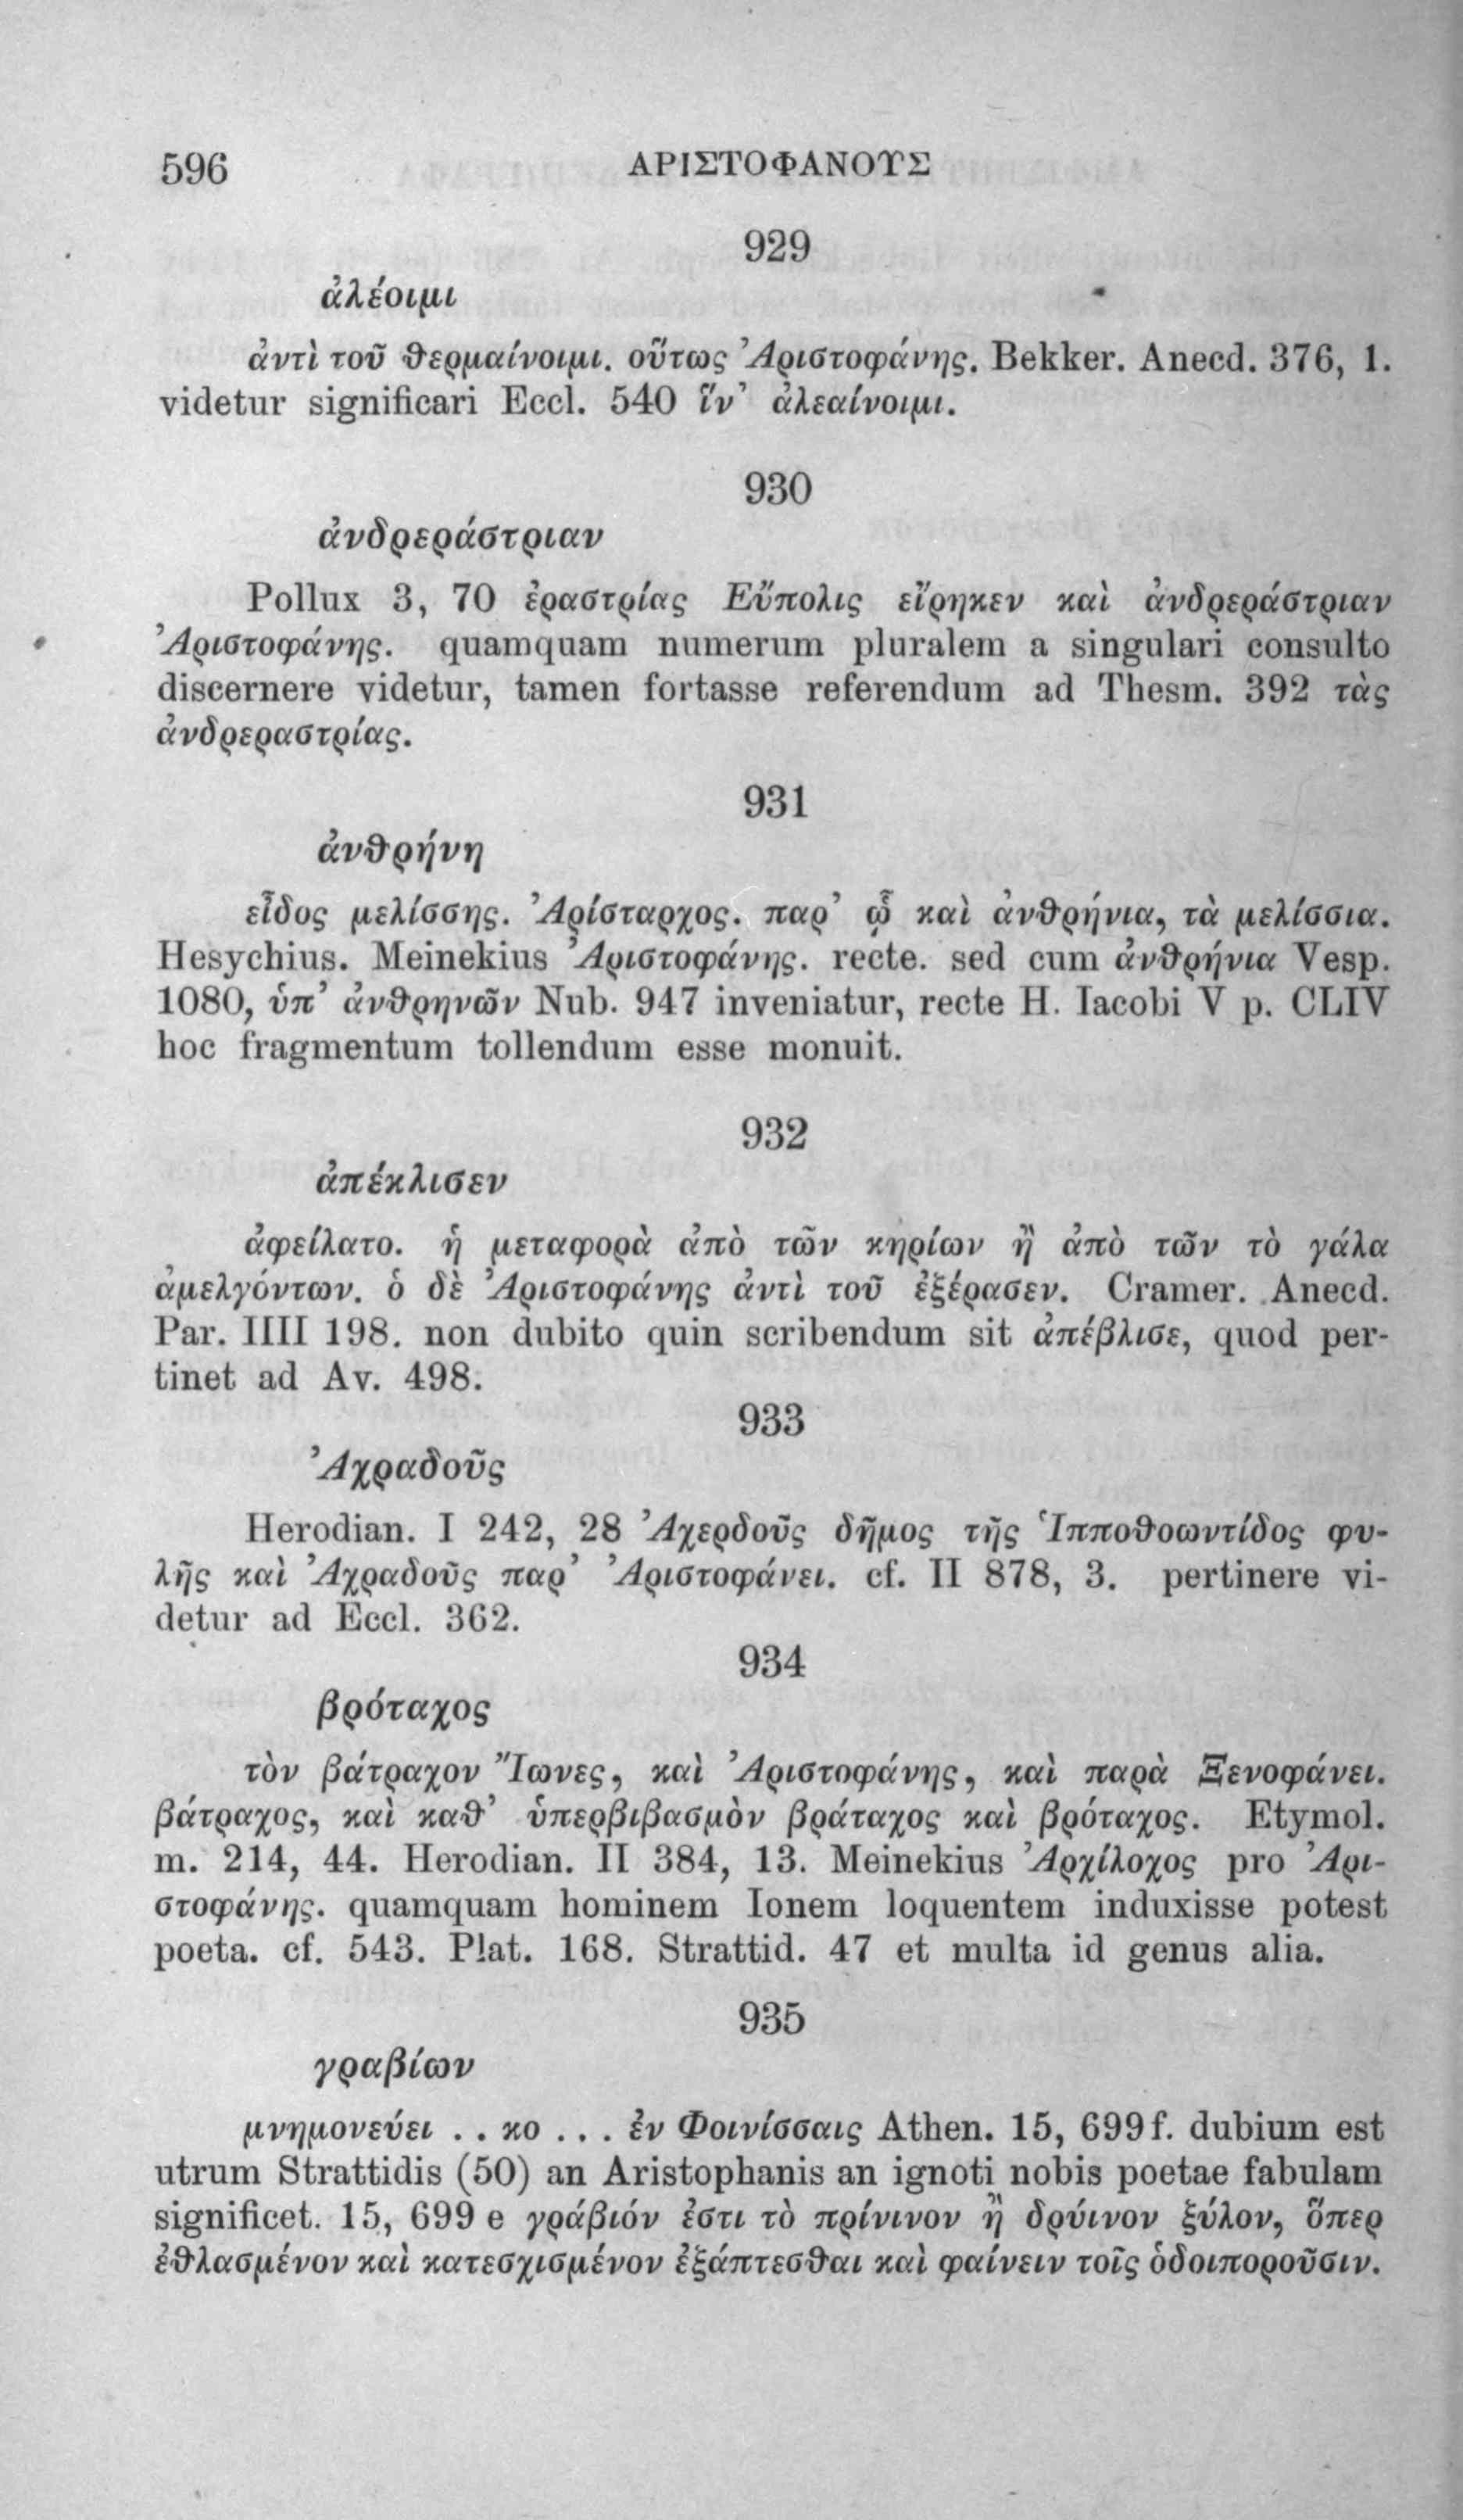 596 ΑΡΙΣΤΟΦΑΝΟΥΣ
929
ἀλέοιμι
ἀντὶ τοῦ θερμαίνοιμι. οὕτως Ἀριστοφάνης. Bekker. Anecd. 376, 1.
videtur significari Eccl. 540 ἵν’ ἀλεαίνοιμι.
930
ἀνδρεράστριαν
Pollux 3, 70 ἐραστρίας Εὔπολις εἴρηκεν καὶ ἀνδρεράστριαν
Ἀριστοφάνης. quamquam numerum pluralem a singulari consulto
discernere videtur, tamen fortasse referendum ad Thesm. 392 τὰς
ἀνδρεραστρίας.
931
ἀνθρήνη
εἶδος μελίσσης. Ἀρίσταρχος. παρ’ ᾧ καὶ ἀνθρήνια, τὰ μελίσσια.
Hesychius. Meinekius Ἀριστοφάνης. recte. sed cum ἀνθρήνια Vesp.
1080, ὑπ’ ἀνθρηνῶν Nub. 947 inveniatur, recte H. Iacobi V p. CLIV
hoc fragmentum tollendum esse monuit.
932
ἀπέκλισεν
ἀφείλατο. ἡ μεταφορὰ ἀπὸ τῶν κηρίων ἢ ἀπὸ τῶν τὸ γάλα
ἀμελγόντων. ὁ δὲ Ἀριστοφάνης ἀντὶ τοῦ ἐξέρασεν. Cramer. Anecd.
Par. IIII 198. non dubito quin scribendum sit ἀπέβλισε, quod per-
tinet ad Av. 498.
933
Ἀχραδοῦς
Herodian. I 242, 28 Ἀχερδοῦς δῆμος τῆς Ἱπποθοωντίδος φυ-
λῆς καὶ Ἀχραδοῦς παρ’ Ἀριστοφάνει. cf. II 878, 3. pertinere vi-
detur ad Eccl. 362.
934
βρόταχος
τὸν βάτραχον Ἴωνες, καὶ Ἀριστοφάνης, καὶ παρὰ Ξενοφάνει.
βάτραχος, καὶ καθ’ ὑπερβιβασμὸν βράταχος καὶ βρόταχος. Etymol.
m. 214, 44. Herodian. II 384, 13. Meinekius Ἀρχίλοχος pro Ἀρι-
στοφάνης. quamquam hominem Ionem loquentem induxisse potest
poeta. cf. 543. Plat. 168. Strattid. 47 et multa id genus alia.
935
γραβίων
μνημονεύει . . κο . . . ἐν Φοινίσσαις Athen. 15, 699 f. dubium est
utrum Strattidis (50) an Aristophanis an ignoti nobis poetae fabulam
significet. 15, 699 e γράβιόν ἐστι τὸ πρίνινον ἢ δρύινον ξύλον, ὅπερ
ἐθλασμένον καὶ κατεσχισμένον ἐξάπτεσθαι καὶ φαίνειν τοῖς ὁδοιποροῦσιν.